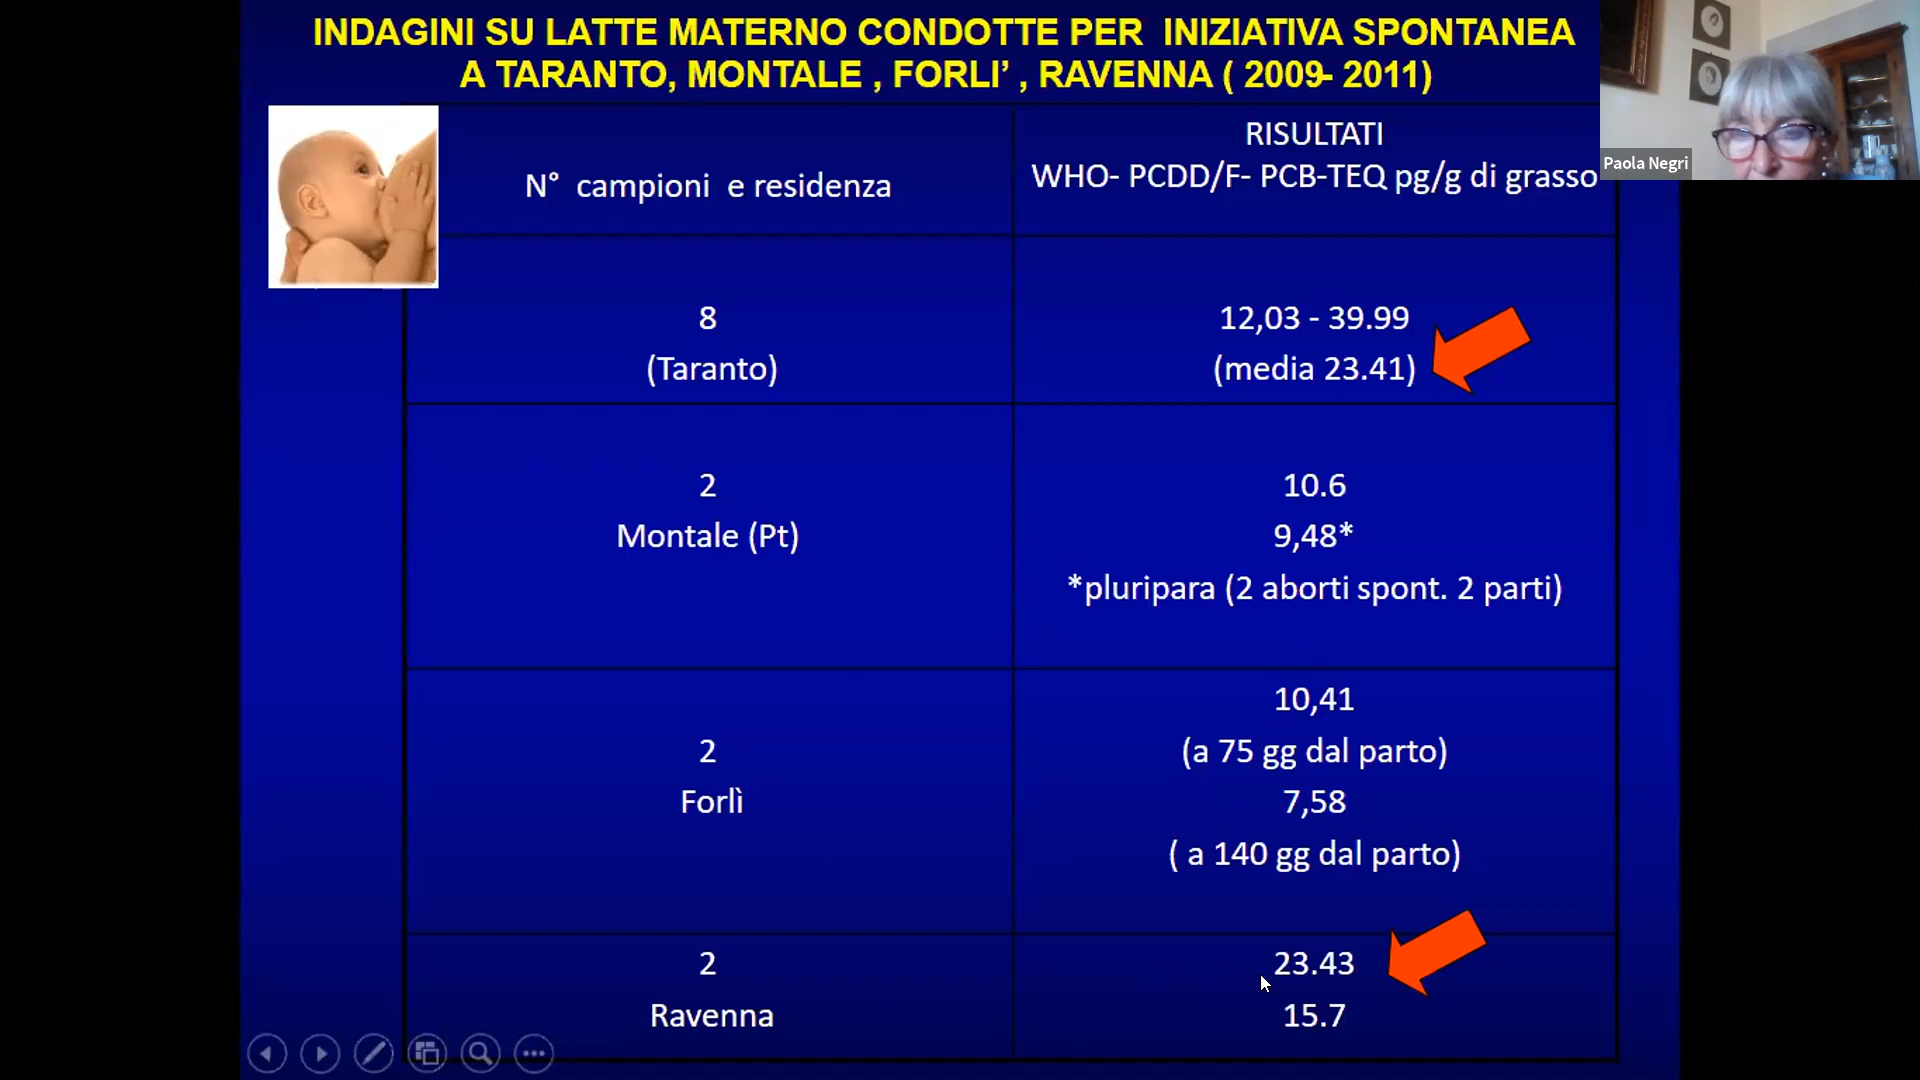 INDAGINI SU LATTE MATERNO CONDOTTE PER INIZIATIVA SPONTANEA
A TARANTO, MONTALE , FORLI’ , RAVENNA ( 2009- 2011)
Paola Negri
N° campioni e residenza
RISULTATI
WHO- PCDD/F- PCB-TEQ pg/g di grasso
8
(Taranto)
12,03 - 39.99
(media 23.41)
2
Montale (Pt)
10.6
9,48*
*pluripara (2 aborti spont. 2 parti)
2
Forlì
10,41
(a 75 gg dal parto)
7,58
( a 140 gg dal parto)
2
Ravenna
23.43
15.7